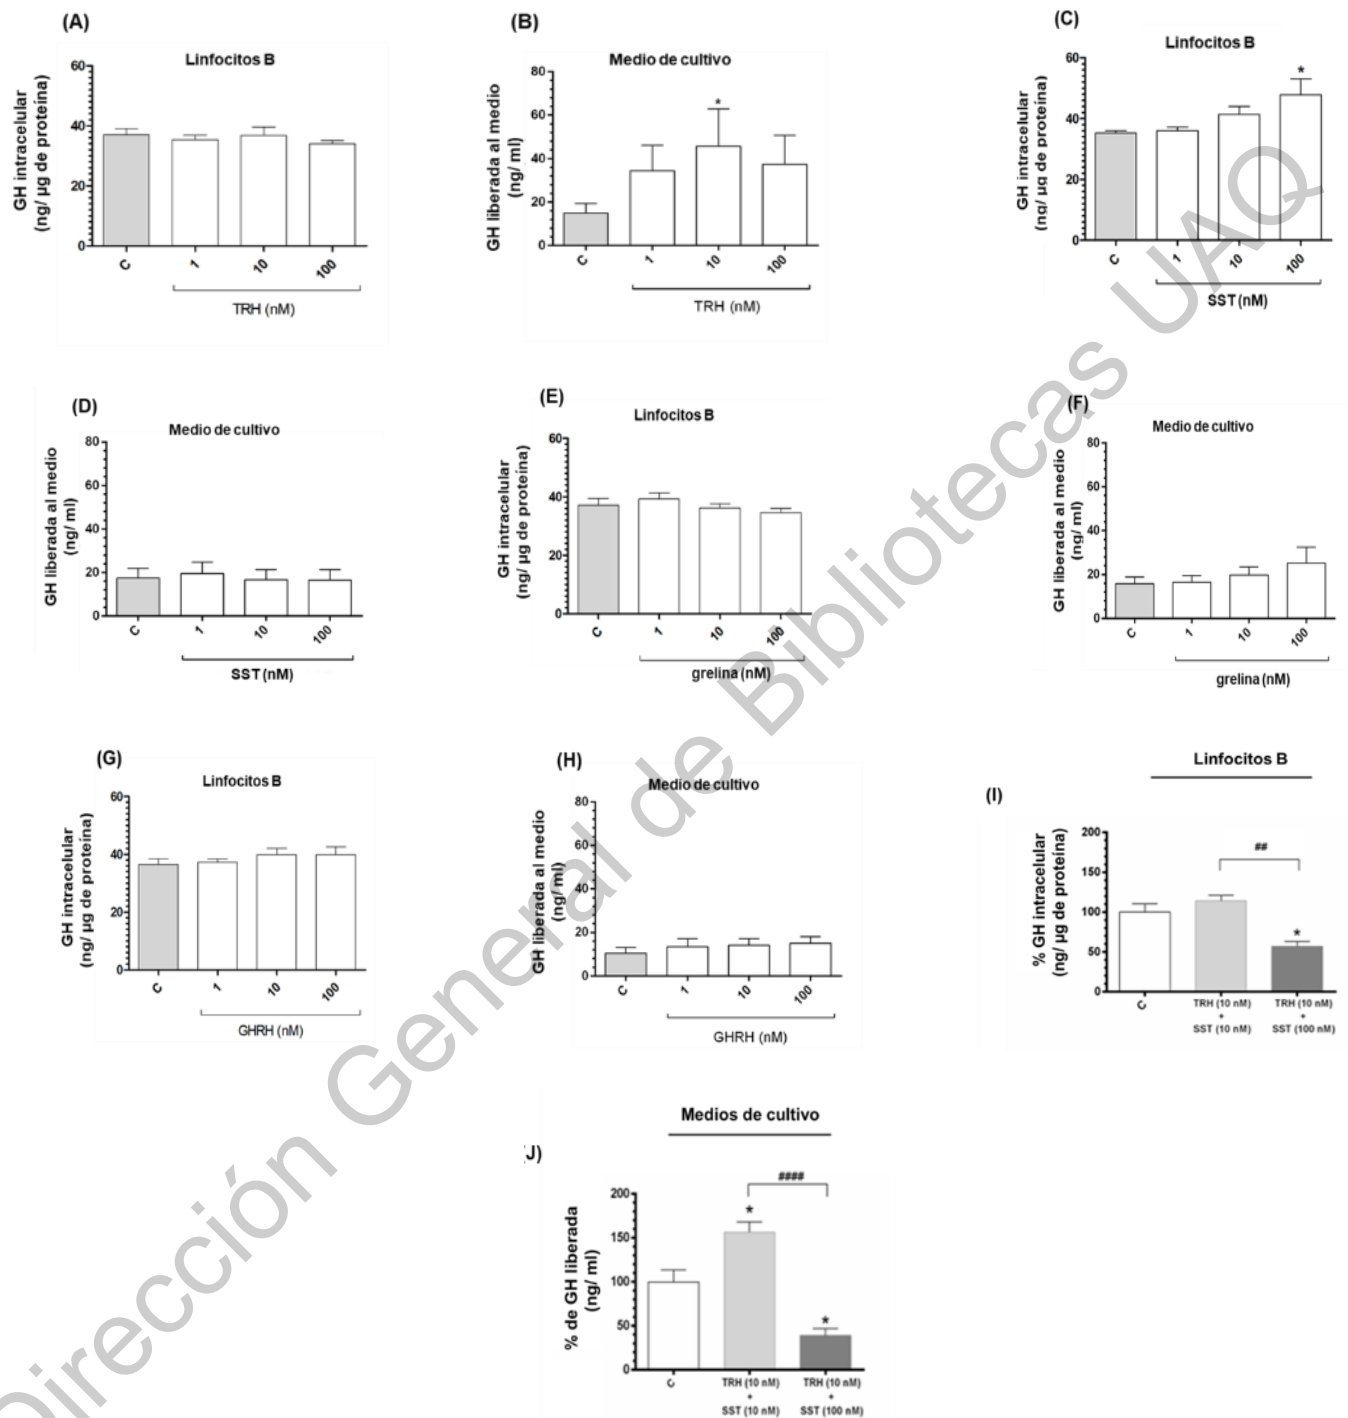 (A)
Linfocitos B
GH intracelular
(ng/ µg de proteína)
60
40
20
0
C
1
10
100
TRH (nM)
(B)
Medio de cultivo
GH liberada al medio
(ng/ ml)
80
60
40
20
0
*
C
1
10
100
TRH (nM)
(C)
Linfocitos B
GH intracelular
(ng/ µg de proteína)
60
40
20
0
*
C
1
10
100
SST (nM)
(D)
Medio de cultivo
GH liberada al medio
(ng/ ml)
80
60
40
20
0
C
1
10
100
SST (nM)
(E)
Linfocitos B
GH intracelular
(ng/ µg de proteína)
60
40
20
0
C
1
10
100
grelina (nM)
(F)
Medio de cultivo
GH liberada al medio
(ng/ ml)
80
60
40
20
0
C
1
10
100
grelina (nM)
(G)
Linfocitos B
GH intracelular
(ng/ µg de proteína)
60
40
20
0
C
1
10
100
GHRH (nM)
(H)
Medio de cultivo
GH liberada al medio
(ng/ ml)
80
60
40
20
0
C
1
10
100
GHRH (nM)
(I)
Linfocitos B
% GH intracelular
(ng/ µg de proteína)
200
150
100
50
0
##
*
C
TRH (10 nM)
+
SST (10 nM)
TRH (10 nM)
+
SST (100 nM)
(J)
Medios de cultivo
% de GH liberada
(ng/ ml)
200
150
100
50
0
####
*
*
C
TRH (10 nM)
+
SST (10 nM)
TRH (10 nM)
+
SST (100 nM)
Dirección General de Bibliotecas UAQ